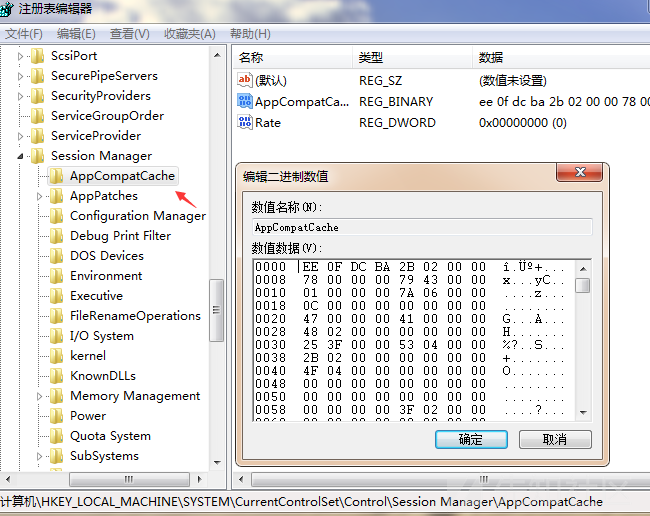 注册表编辑器
文件(F) 编辑(E) 查看(V) 收藏夹(A) 帮助(H)
ScsiPort
SecurePipeServers
SecurityProviders
ServiceGroupOrder
ServiceProvider
Session Manager
AppCompatCache
AppPatches
Configuration Manager
Debug Print Filter
DOS Devices
Environment
Executive
FileRenameOperations
I/O System
kernel
KnownDLLs
Memory Management
Power
Quota System
SubSystems
名称 类型 数据
(默认) REG_SZ (数值未设置)
AppCompatCa... REG_BINARY ee 0f dc ba 2b 02 00 00 78 00
Rate REG_DWORD 0x00000000 (0)
编辑二进制数值
数值名称(N):
AppCompatCache
数值数据(V):
0000 EE 0F DC BA 2B 02 00 00 î.Üº+...
0008 78 00 00 00 79 43 00 00 x...yC..
0010 01 00 00 00 7A 06 00 00 ....z...
0018 0C 00 00 00 00 00 00 00 ........
0020 47 00 00 00 41 00 00 00 G...A...
0028 48 02 00 00 00 00 00 00 H.......
0030 25 3F 00 00 53 04 00 00 %?..S...
0038 2B 02 00 00 00 00 00 00 +.......
0040 4F 04 00 00 00 00 00 00 O.......
0048 00 00 00 00 00 00 00 00 ........
0050 00 00 00 00 00 00 00 00 ........
0058 00 00 00 00 3F 02 00 00 ....?...
确定 取消
计算机\HKEY_LOCAL_MACHINE\SYSTEM\CurrentControlSet\Control\Session Manager\AppCompatCache